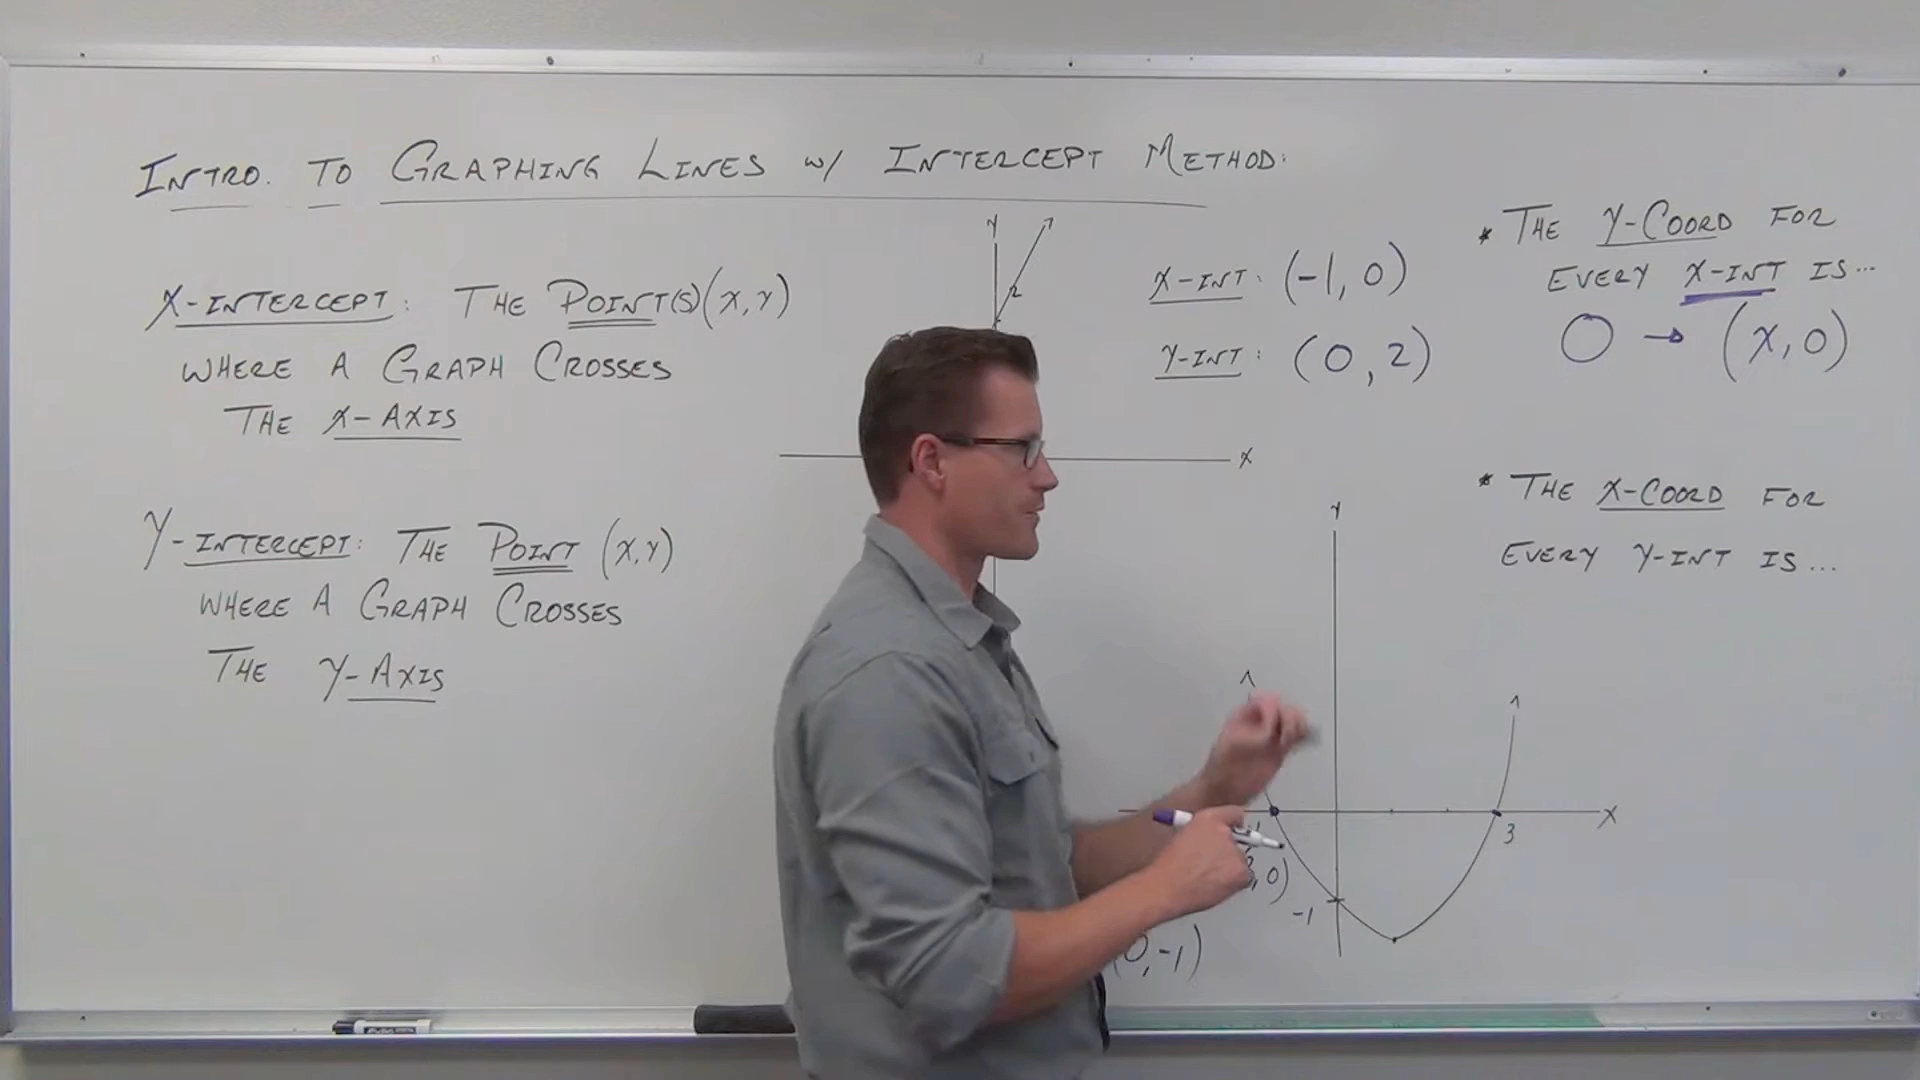 INTRO. TO GRAPHING LINES W/ INTERCEPT METHOD:
X-INTERCEPT: THE POINT(S) (X,Y)
WHERE A GRAPH CROSSES
THE X-AXIS
Y-INTERCEPT: THE POINT (X,Y)
WHERE A GRAPH CROSSES
THE Y-AXIS
Y
2
X
X-INT: (-1, 0)
Y-INT: (0, 2)
Y
X
3
-1
, 0)
(0, -1)
* THE Y-COORD FOR
EVERY X-INT IS...
0 → (X, 0)
* THE X-COORD FOR
EVERY Y-INT IS...